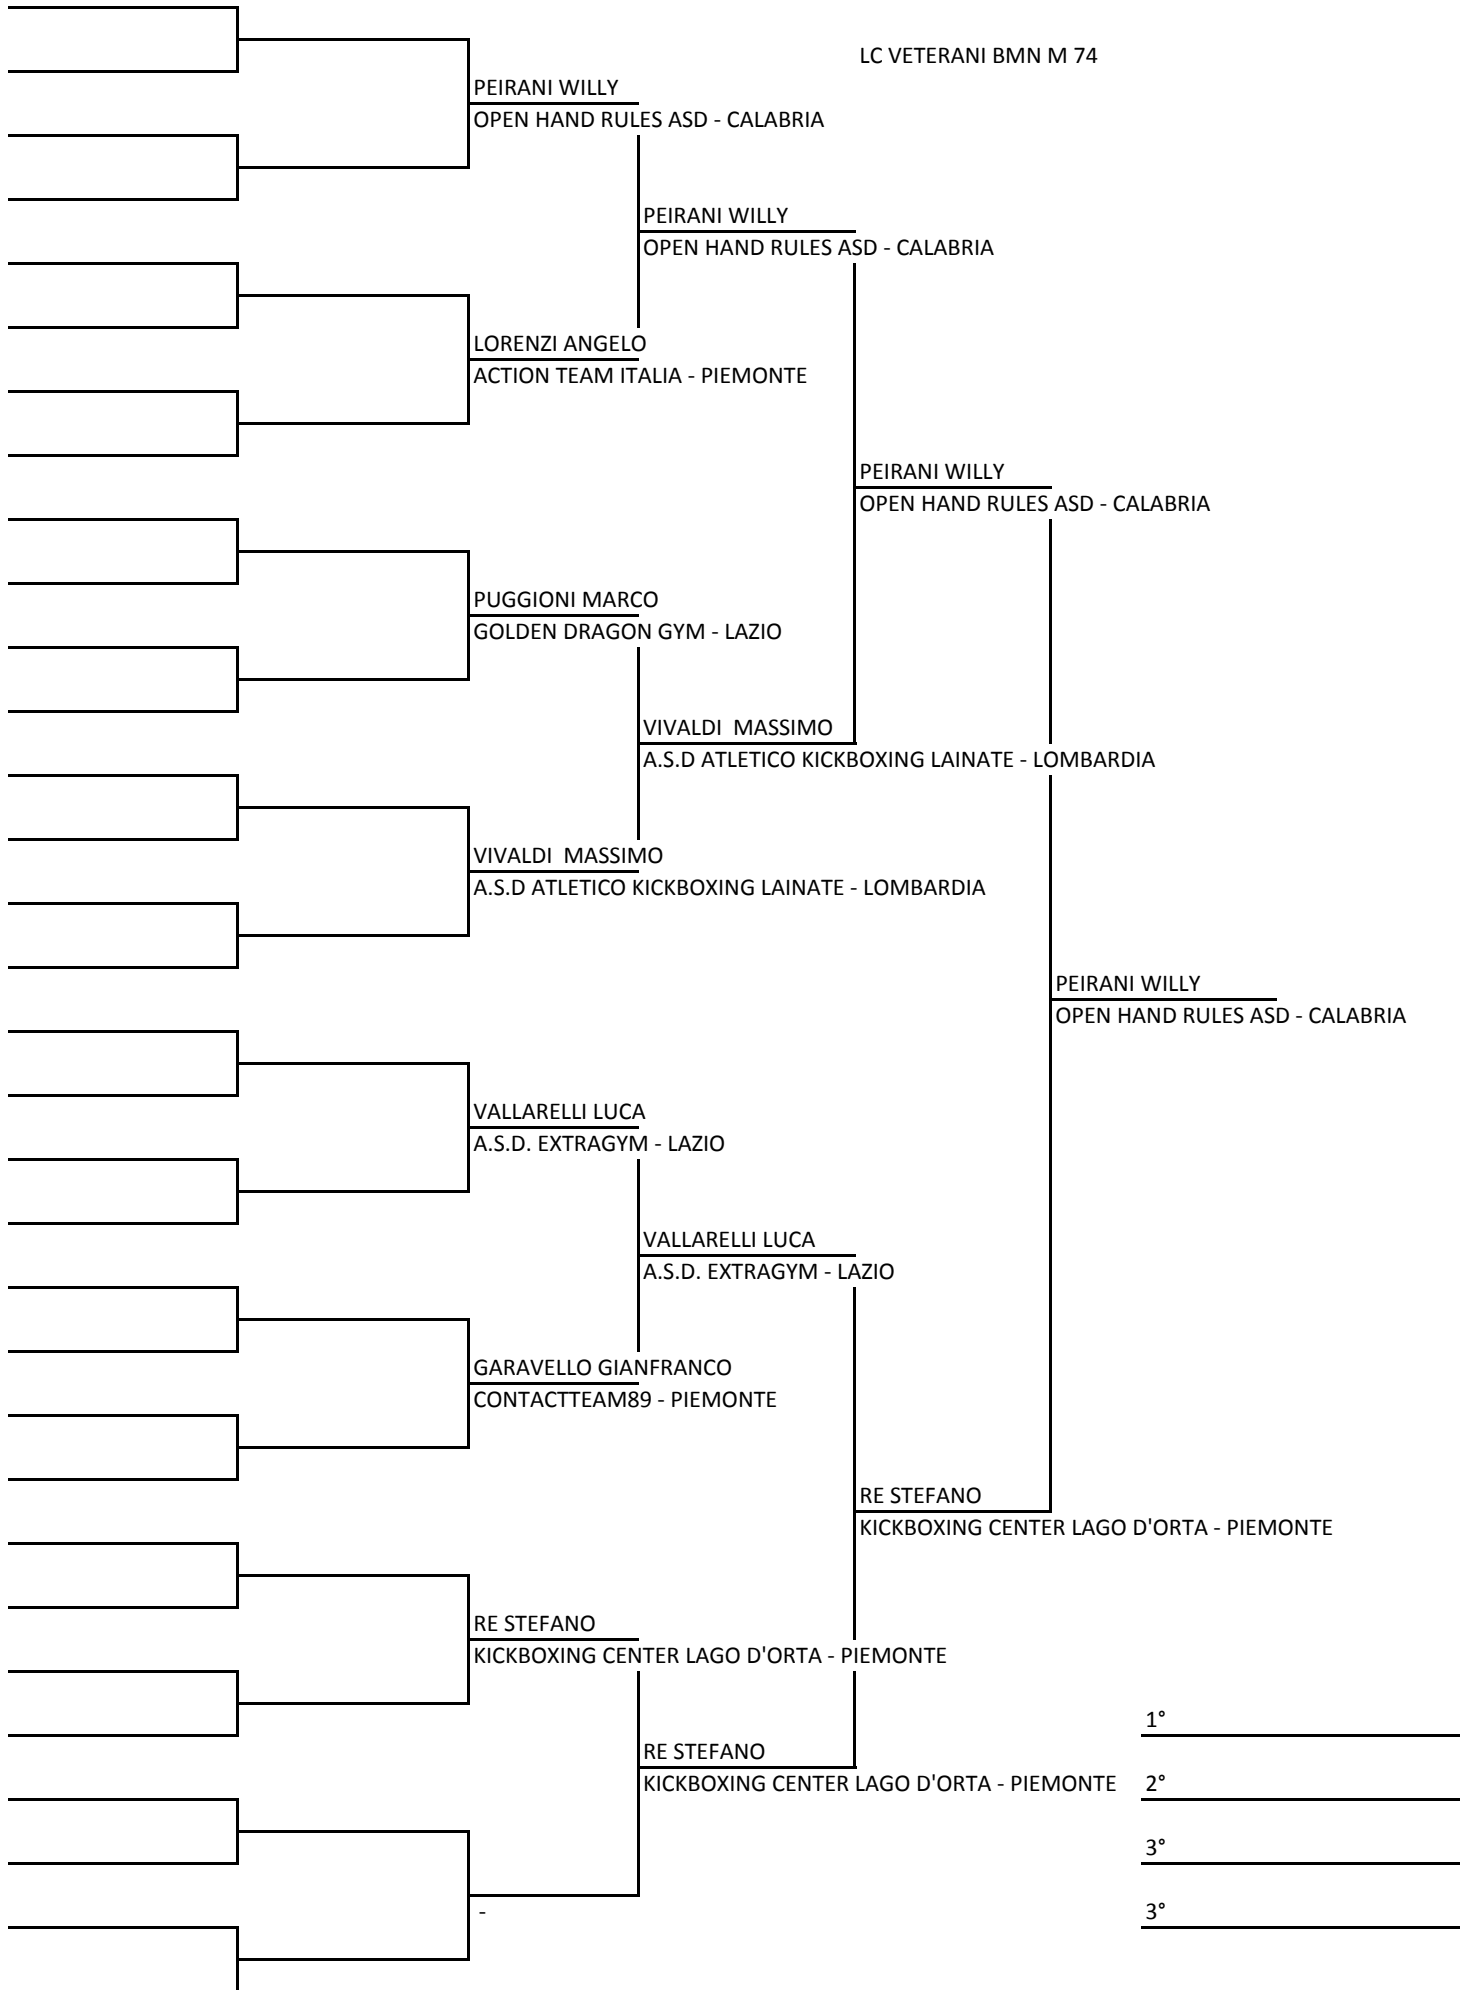 LC VETERANI BMN M 74
PEIRANI WILLY
OPEN HAND RULES ASD - CALABRIA
PEIRANI WILLY
OPEN HAND RULES ASD - CALABRIA
LORENZI ANGELO
ACTION TEAM ITALIA - PIEMONTE
PEIRANI WILLY
OPEN HAND RULES ASD - CALABRIA
PUGGIONI MARCO
GOLDEN DRAGON GYM - LAZIO
VIVALDI  MASSIMO
A.S.D ATLETICO KICKBOXING LAINATE - LOMBARDIA
VIVALDI  MASSIMO
A.S.D ATLETICO KICKBOXING LAINATE - LOMBARDIA
PEIRANI WILLY
OPEN HAND RULES ASD - CALABRIA
VALLARELLI LUCA
A.S.D. EXTRAGYM - LAZIO
VALLARELLI LUCA
A.S.D. EXTRAGYM - LAZIO
GARAVELLO GIANFRANCO
CONTACTTEAM89 - PIEMONTE
RE STEFANO
KICKBOXING CENTER LAGO D'ORTA - PIEMONTE
RE STEFANO
KICKBOXING CENTER LAGO D'ORTA - PIEMONTE
1°
RE STEFANO
KICKBOXING CENTER LAGO D'ORTA - PIEMONTE
2°
3°
-
3°